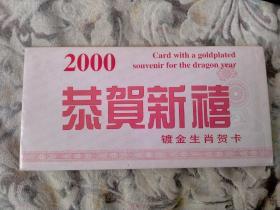 2000
Card with a goldplated
souvenir for the dragon year
恭賀新禧
镀金生肖贺卡